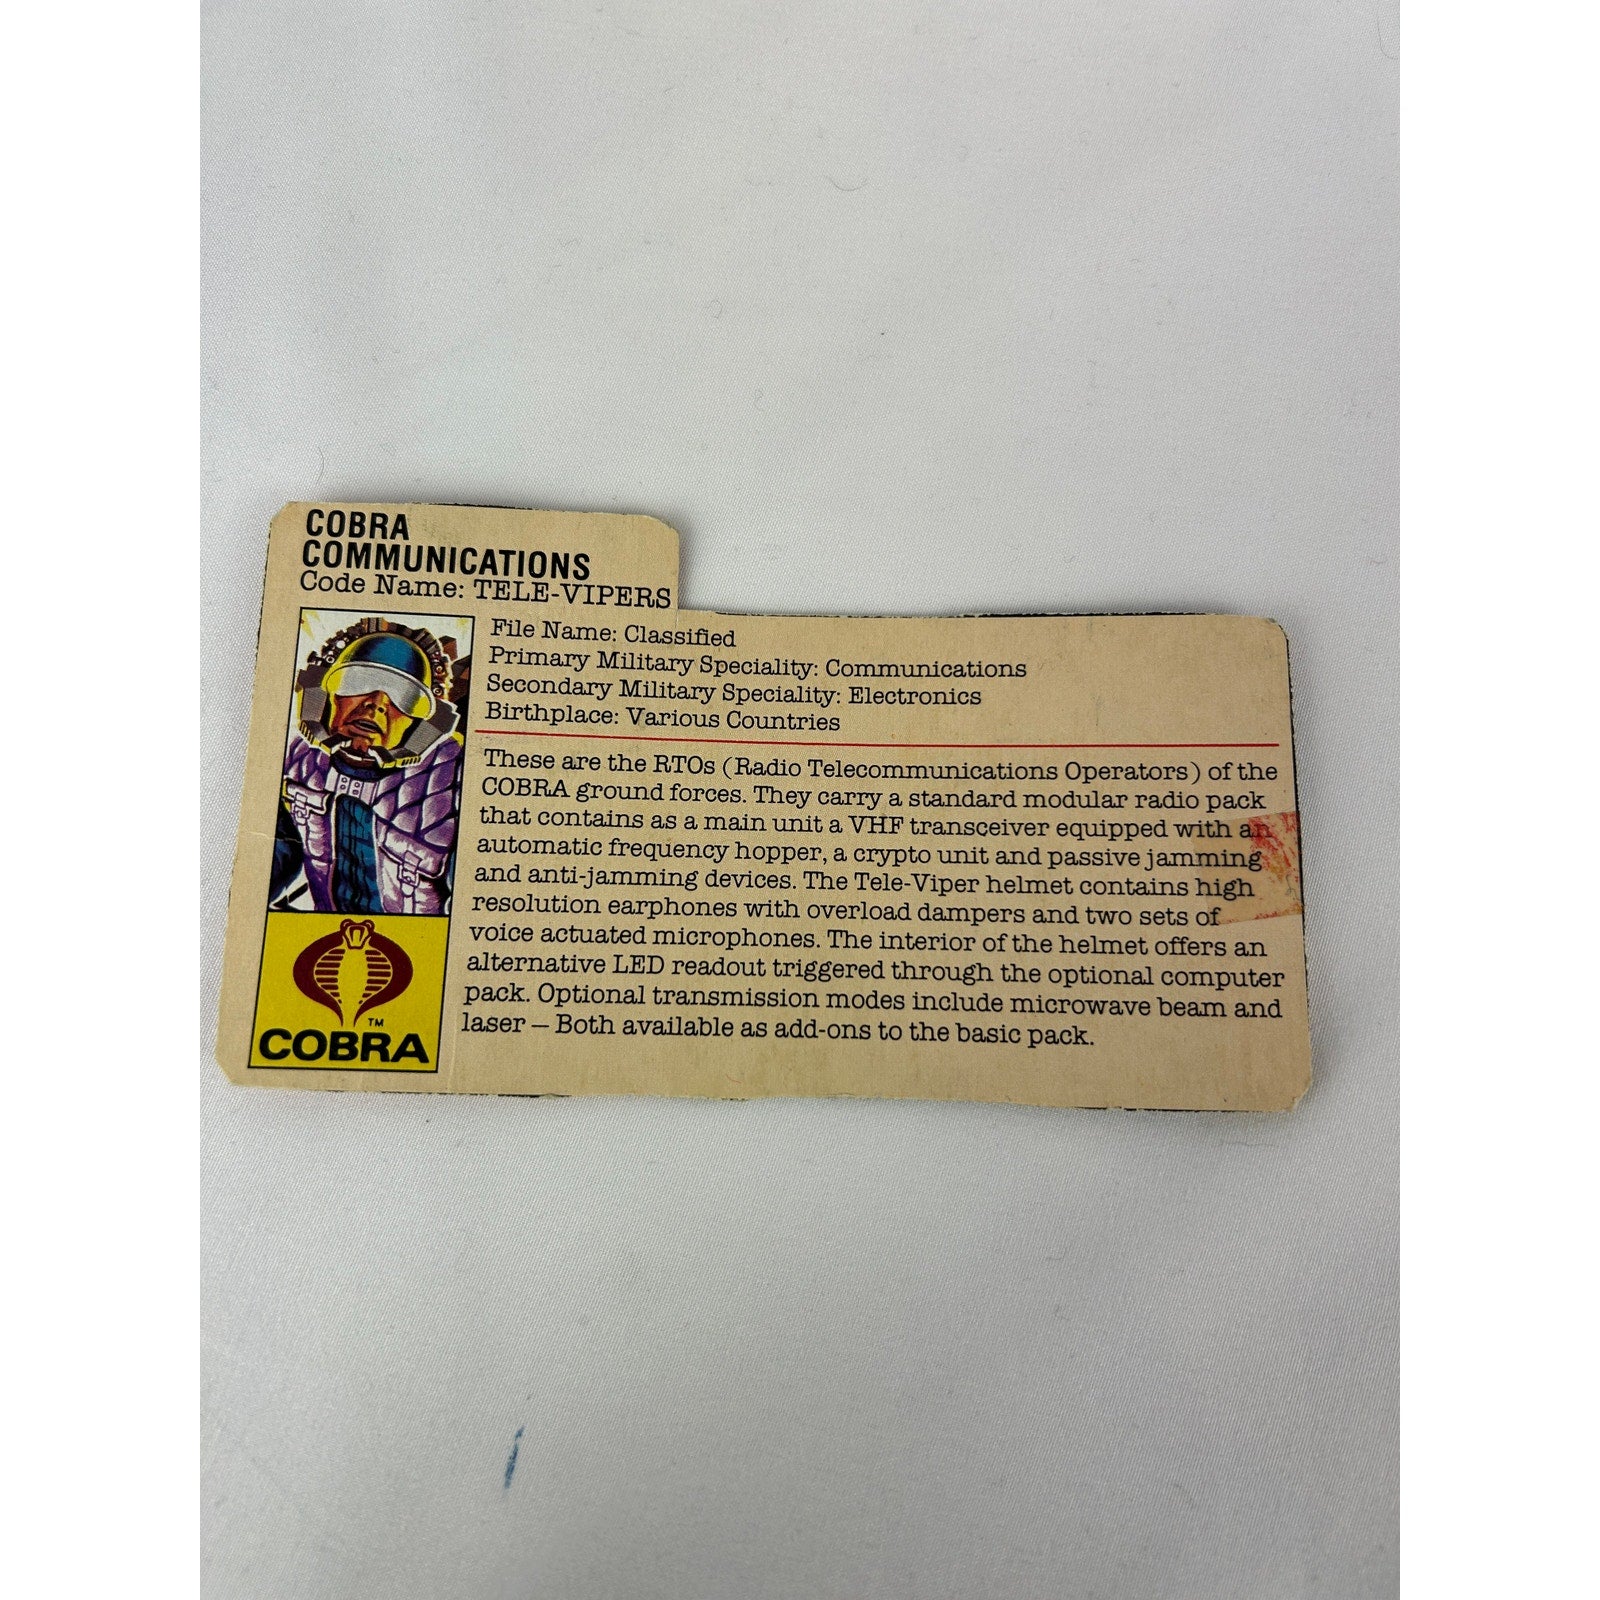 COBRA
COMMUNICATIONS
Code Name: TELE-VIPERS
File Name: Classified
Primary Military Speciality: Communications
Secondary Military Speciality: Electronics
Birthplace: Various Countries
These are the RTOs (Radio Telecommunications Operators) of the
COBRA ground forces. They carry a standard modular radio pack
that contains as a main unit a VHF transceiver equipped with an
automatic frequency hopper, a crypto unit and passive jamming
and anti-jamming devices. The Tele-Viper helmet contains high
resolution earphones with overload dampers and two sets of
voice actuated microphones. The interior of the helmet offers an
alternative LED readout triggered through the optional computer
pack. Optional transmission modes include microwave beam and
laser – Both available as add-ons to the basic pack.
TM
COBRA